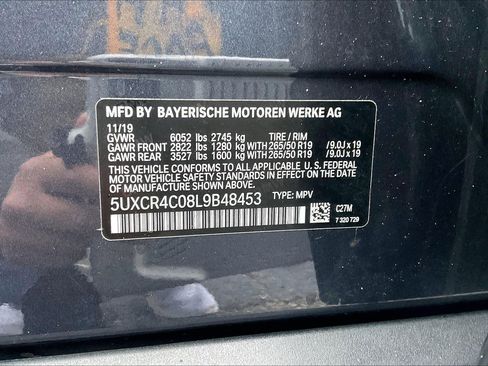 MFD BY BAYERISCHE MOTOREN WERKE AG
11/19
GVWR 6052 lbs 2745 kg TIRE / RIM
GAWR FRONT 2822 lbs 1280 kg WITH 265/50 R19 /9.0J x 19
GAWR REAR 3527 lbs 1600 kg WITH 265/50 R19 /9.0J x 19
THIS VEHICLE CONFORMS TO ALL APPLICABLE FEDERAL
MOTOR VEHICLE SAFETY STANDARDS IN EFFECT ON THE
DATE OF MANUFACTURE SHOWN ABOVE.
5UXCR4C08L9B48453 TYPE: MPV
C27M
7 320 729